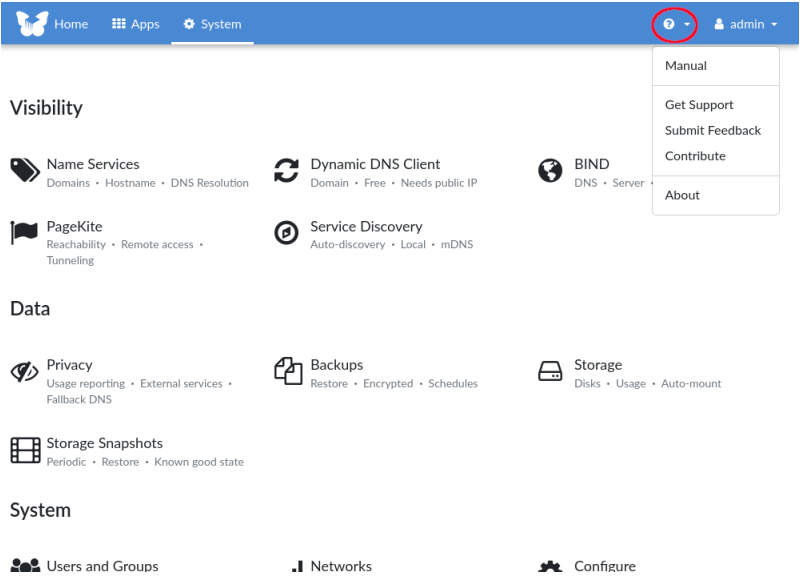 Home Apps System admin
Manual
Get Support
Submit Feedback
Contribute
About
Visibility
Name Services
Domains • Hostname • DNS Resolution
Dynamic DNS Client
Domain • Free • Needs public IP
BIND
DNS • Server •
PageKite
Reachability • Remote access •
Tunneling
Service Discovery
Auto-discovery • Local • mDNS
Data
Privacy
Usage reporting • External services •
Fallback DNS
Backups
Restore • Encrypted • Schedules
Storage
Disks • Usage • Auto-mount
Storage Snapshots
Periodic • Restore • Known good state
System
Users and Groups
Networks
Configure